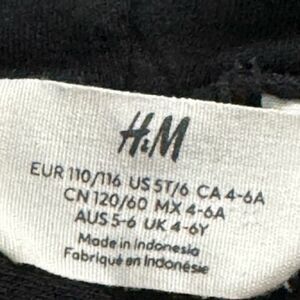 H&M
EUR 110/116 US 5T/6 CA 4-6A
CN 120/60 MX 4-6A
AUS 5-6 UK 4-6Y
Made in Indonesia
Fabriqué en Indonésie